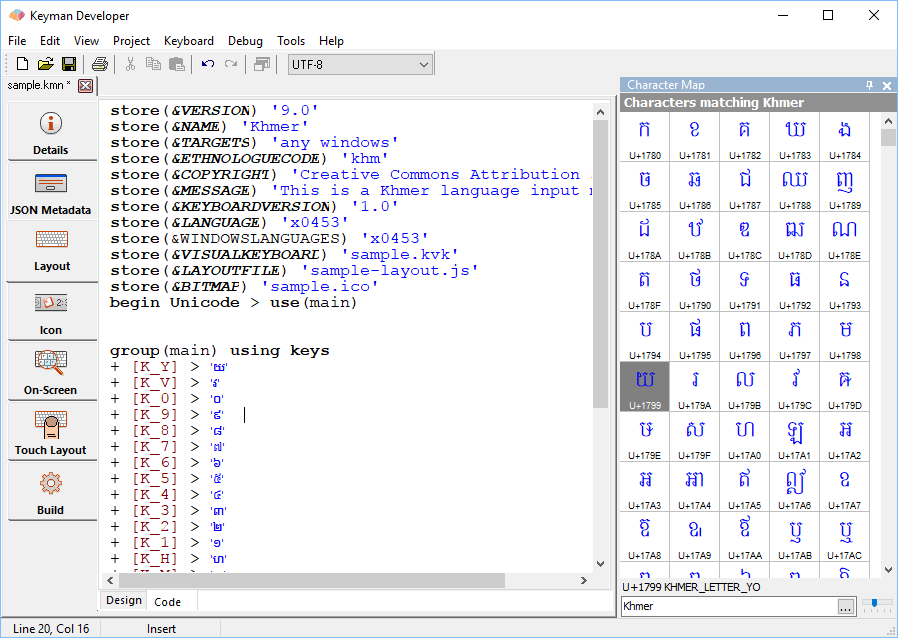 Keyman Developer
File Edit View Project Keyboard Debug Tools Help
UTF-8
sample.kmn *
Details
JSON Metadata
Layout
Icon
On-Screen
Touch Layout
Build
store(&VERSION) '9.0'
store(&NAME) 'Khmer'
store(&TARGETS) 'any windows'
store(&ETHNOLOGUECODE) 'khm'
store(&COPYRIGHT) 'Creative Commons Attribution
store(&MESSAGE) 'This is a Khmer language input
store(&KEYBOARDVERSION) '1.0'
store(&LANGUAGE) 'x0453'
store(&WINDOWSLANGUAGES) 'x0453'
store(&VISUALKEYBOARD) 'sample.kvk'
store(&LAYOUTFILE) 'sample-layout.js'
store(&BITMAP) 'sample.ico'
begin Unicode > use(main)
group(main) using keys
+ [K_Y] > 'យ'
+ [K_V] > 'វ'
+ [K_0] > '០'
+ [K_9] > '៩'
+ [K_8] > '៨'
+ [K_7] > '៧'
+ [K_6] > '៦'
+ [K_5] > '៥'
+ [K_4] > '៤'
+ [K_3] > '៣'
+ [K_2] > '២'
+ [K_1] > '១'
+ [K_H] > 'ហ'
Design Code
Character Map
Characters matching Khmer
ក ខ គ ឃ ង
U+1780 U+1781 U+1782 U+1783 U+1784
ច ឆ ជ ឈ ញ
U+1785 U+1786 U+1787 U+1788 U+1789
ដ ឋ ឌ ឍ ណ
U+178A U+178B U+178C U+178D U+178E
ត ថ ទ ធ ន
U+178F U+1790 U+1791 U+1792 U+1793
ប ផ ព ភ ម
U+1794 U+1795 U+1796 U+1797 U+1798
យ រ ល វ ឝ
U+1799 U+179A U+179B U+179C U+179D
ឞ ស ហ ឡ អ
U+179E U+179F U+17A0 U+17A1 U+17A2
ឣ ឤ ឥ ឦ ឧ
U+17A3 U+17A4 U+17A5 U+17A6 U+17A7
ឨ ឩ ឪ ឫ ឬ
U+17A8 U+17A9 U+17AA U+17AB U+17AC
U+1799 KHMER_LETTER_YO
Khmer ...
Line 20, Col 16 Insert